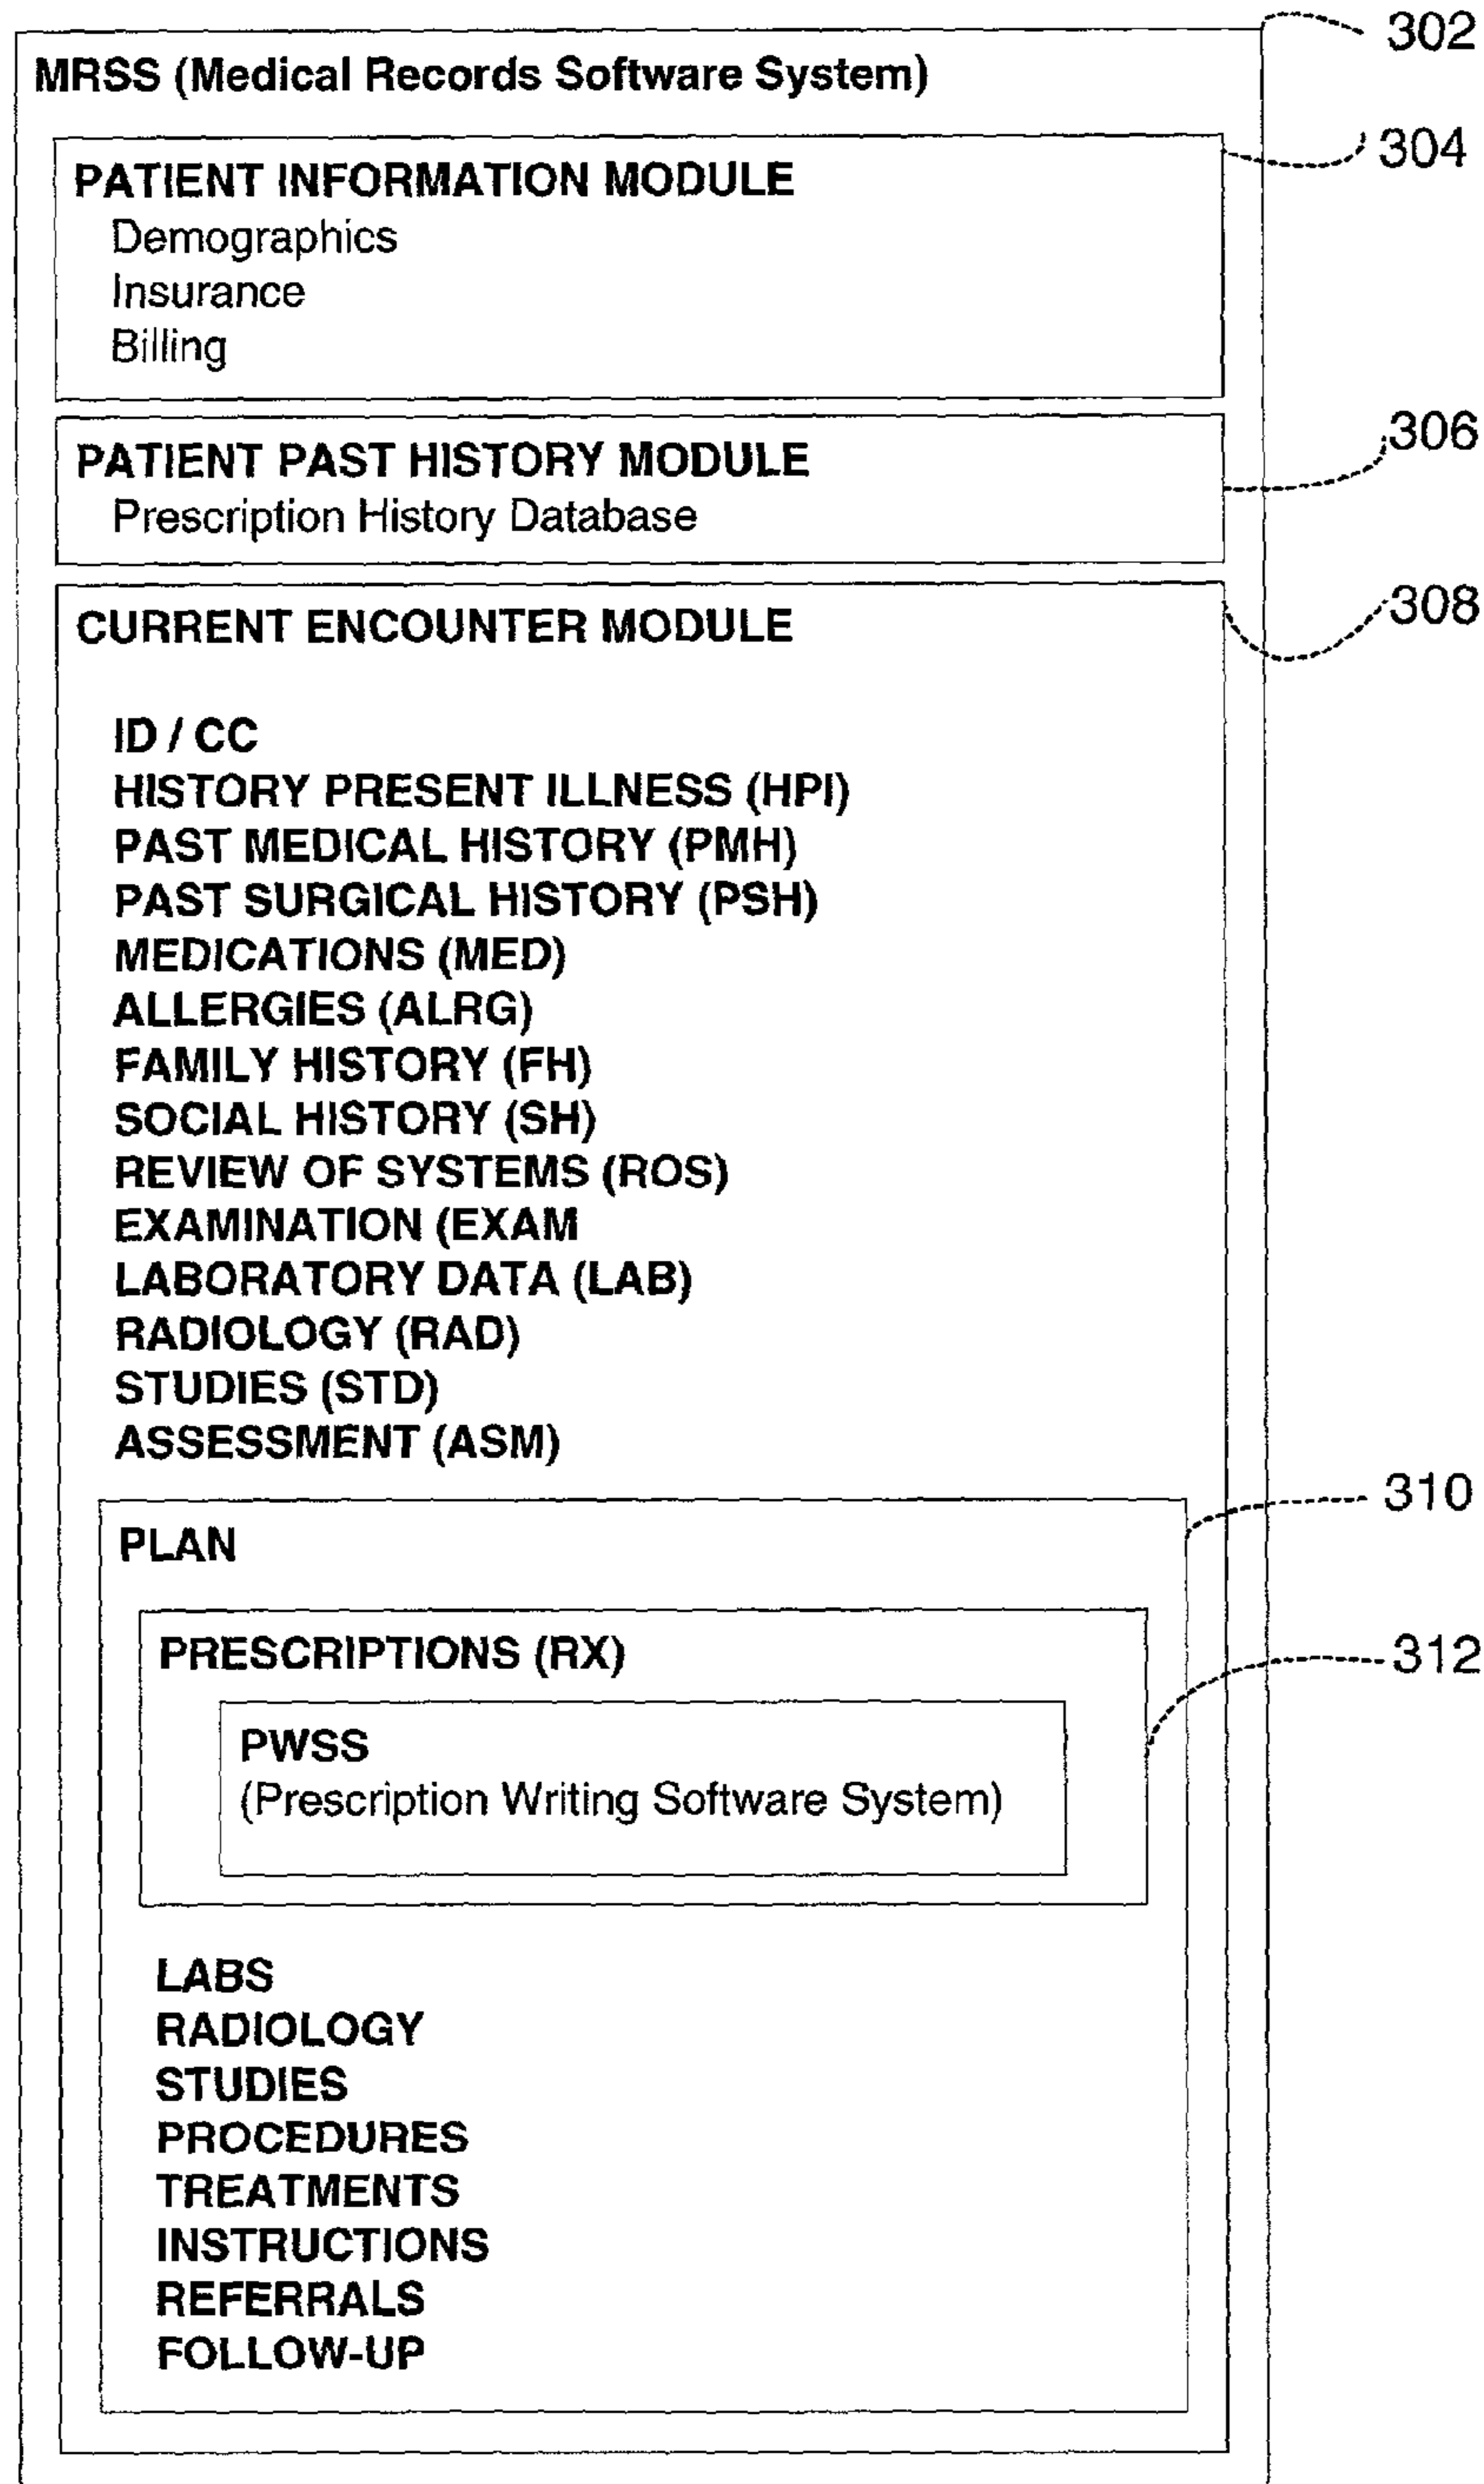 302
MRSS (Medical Records Software System)
304
PATIENT INFORMATION MODULE
Demographics
Insurance
Billing
306
PATIENT PAST HISTORY MODULE
Prescription History Database
308
CURRENT ENCOUNTER MODULE
ID / CC
HISTORY PRESENT ILLNESS (HPI)
PAST MEDICAL HISTORY (PMH)
PAST SURGICAL HISTORY (PSH)
MEDICATIONS (MED)
ALLERGIES (ALRG)
FAMILY HISTORY (FH)
SOCIAL HISTORY (SH)
REVIEW OF SYSTEMS (ROS)
EXAMINATION (EXAM
LABORATORY DATA (LAB)
RADIOLOGY (RAD)
STUDIES (STD)
ASSESSMENT (ASM)
310
PLAN
312
PRESCRIPTIONS (RX)
PWSS
(Prescription Writing Software System)
LABS
RADIOLOGY
STUDIES
PROCEDURES
TREATMENTS
INSTRUCTIONS
REFERRALS
FOLLOW-UP